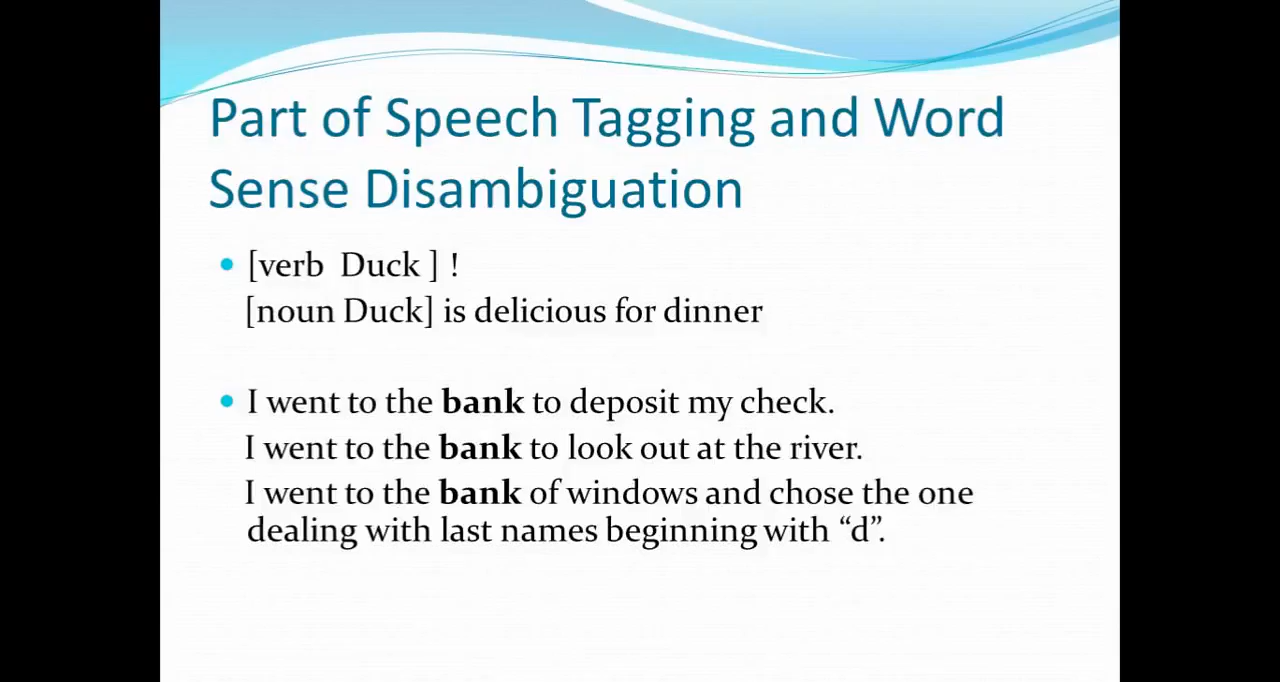 Part of Speech Tagging and Word
Sense Disambiguation
• [verb  Duck ] !
[noun Duck] is delicious for dinner
• I went to the bank to deposit my check.
I went to the bank to look out at the river.
I went to the bank of windows and chose the one
dealing with last names beginning with “d”.